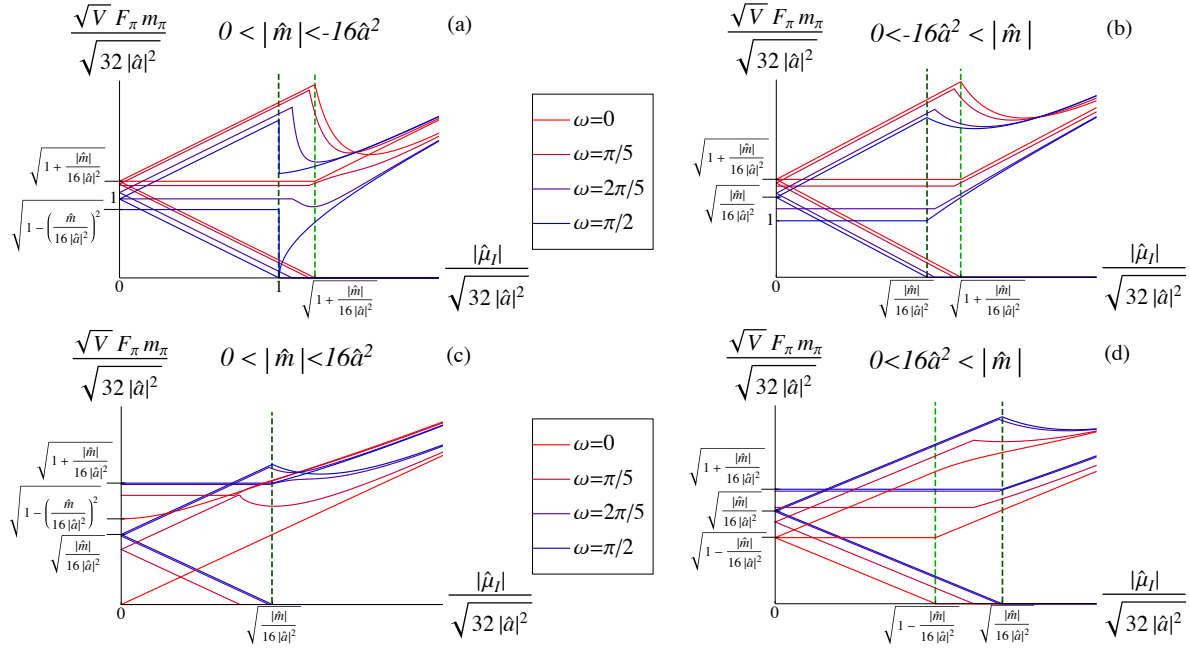 √V F_π m_π / √(32 |â|²)
0 < | m̂ | <-16â²
(a)
√(1 + |m̂| / (16 |â|²))
1
√(1 − (m̂ / (16 |â|²))²)
0
1
√(1 + |m̂| / (16 |â|²))
|μ̂_I| / √(32 |â|²)
ω=0
ω=π/5
ω=2π/5
ω=π/2
√V F_π m_π / √(32 |â|²)
0<-16â² < | m̂ |
(b)
√(1 + |m̂| / (16 |â|²))
√(|m̂| / (16 |â|²))
1
0
√(|m̂| / (16 |â|²))
√(1 + |m̂| / (16 |â|²))
|μ̂_I| / √(32 |â|²)
√V F_π m_π / √(32 |â|²)
0 < | m̂ | <16â²
(c)
√(1 + |m̂| / (16 |â|²))
√(1 − (m̂ / (16 |â|²))²)
√(|m̂| / (16 |â|²))
0
√(|m̂| / (16 |â|²))
|μ̂_I| / √(32 |â|²)
ω=0
ω=π/5
ω=2π/5
ω=π/2
√V F_π m_π / √(32 |â|²)
0<16â² < | m̂ |
(d)
√(1 + |m̂| / (16 |â|²))
√(|m̂| / (16 |â|²))
√(1 − |m̂| / (16 |â|²))
0
√(1 − |m̂| / (16 |â|²))
√(|m̂| / (16 |â|²))
|μ̂_I| / √(32 |â|²)